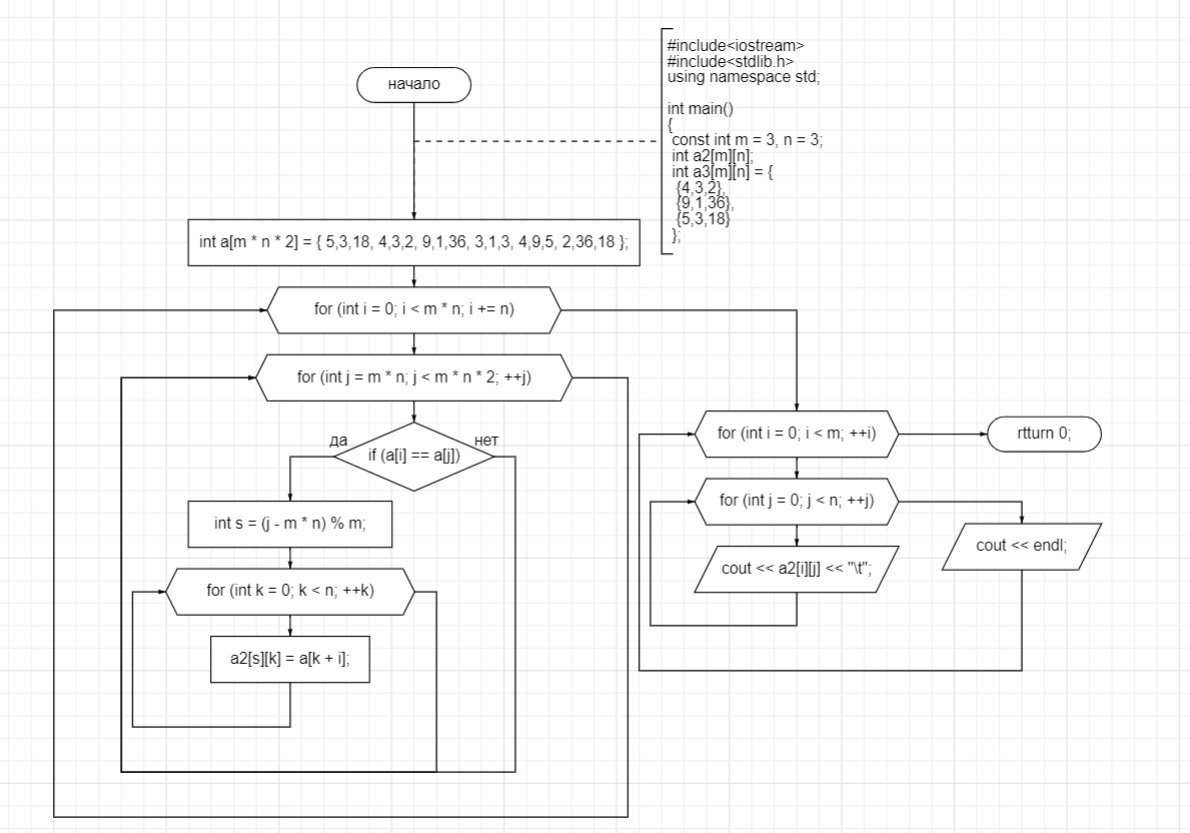 начало
#include<iostream>
#include<stdlib.h>
using namespace std;
int main()
{
const int m = 3, n = 3;
int a2[m][n];
int a3[m][n] = {
{4,3,2},
{9,1,36},
{5,3,18}
};
int a[m * n * 2] = { 5,3,18, 4,3,2, 9,1,36, 3,1,3, 4,9,5, 2,36,18 };
for (int i = 0; i < m * n; i += n)
for (int j = m * n; j < m * n * 2; ++j)
да
нет
if (a[i] == a[j])
int s = (j - m * n) % m;
for (int k = 0; k < n; ++k)
a2[s][k] = a[k + i];
for (int i = 0; i < m; ++i)
rtturn 0;
for (int j = 0; j < n; ++j)
cout << endl;
cout << a2[i][j] << "\t";